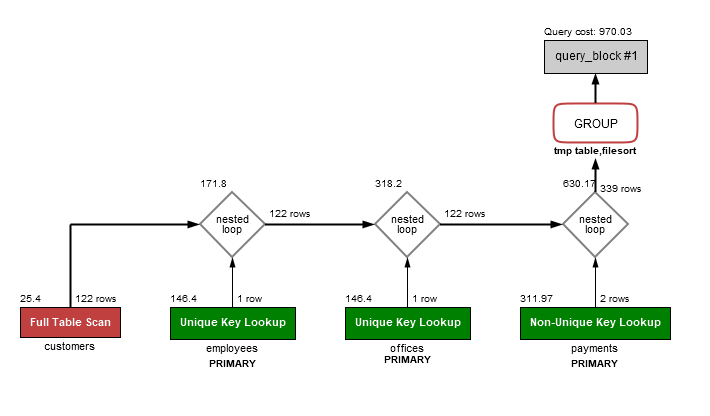 Query cost: 970.03
query_block #1
GROUP
tmp table,filesort
171.8
318.2
630.17
339 rows
nested
loop
122 rows
nested
loop
122 rows
nested
loop
25.4
122 rows
146.4
1 row
146.4
1 row
311.97
2 rows
Full Table Scan
Unique Key Lookup
Unique Key Lookup
Non-Unique Key Lookup
customers
employees
offices
payments
PRIMARY
PRIMARY
PRIMARY